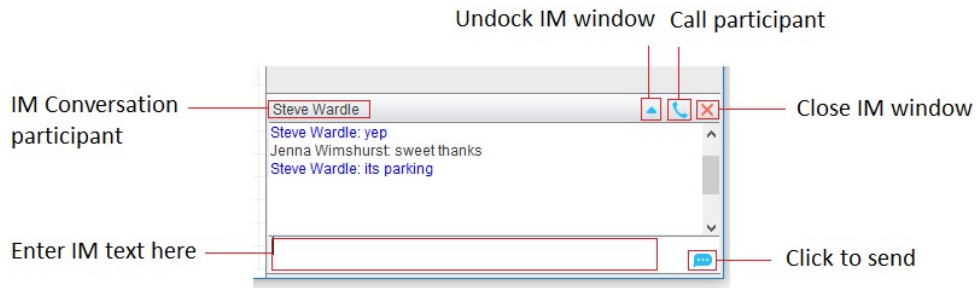 Undock IM window
Call participant
IM Conversation
participant
Steve Wardle
Close IM window
Steve Wardle: yep
Jenna Wimshurst: sweet thanks
Steve Wardle: its parking
Enter IM text here
Click to send